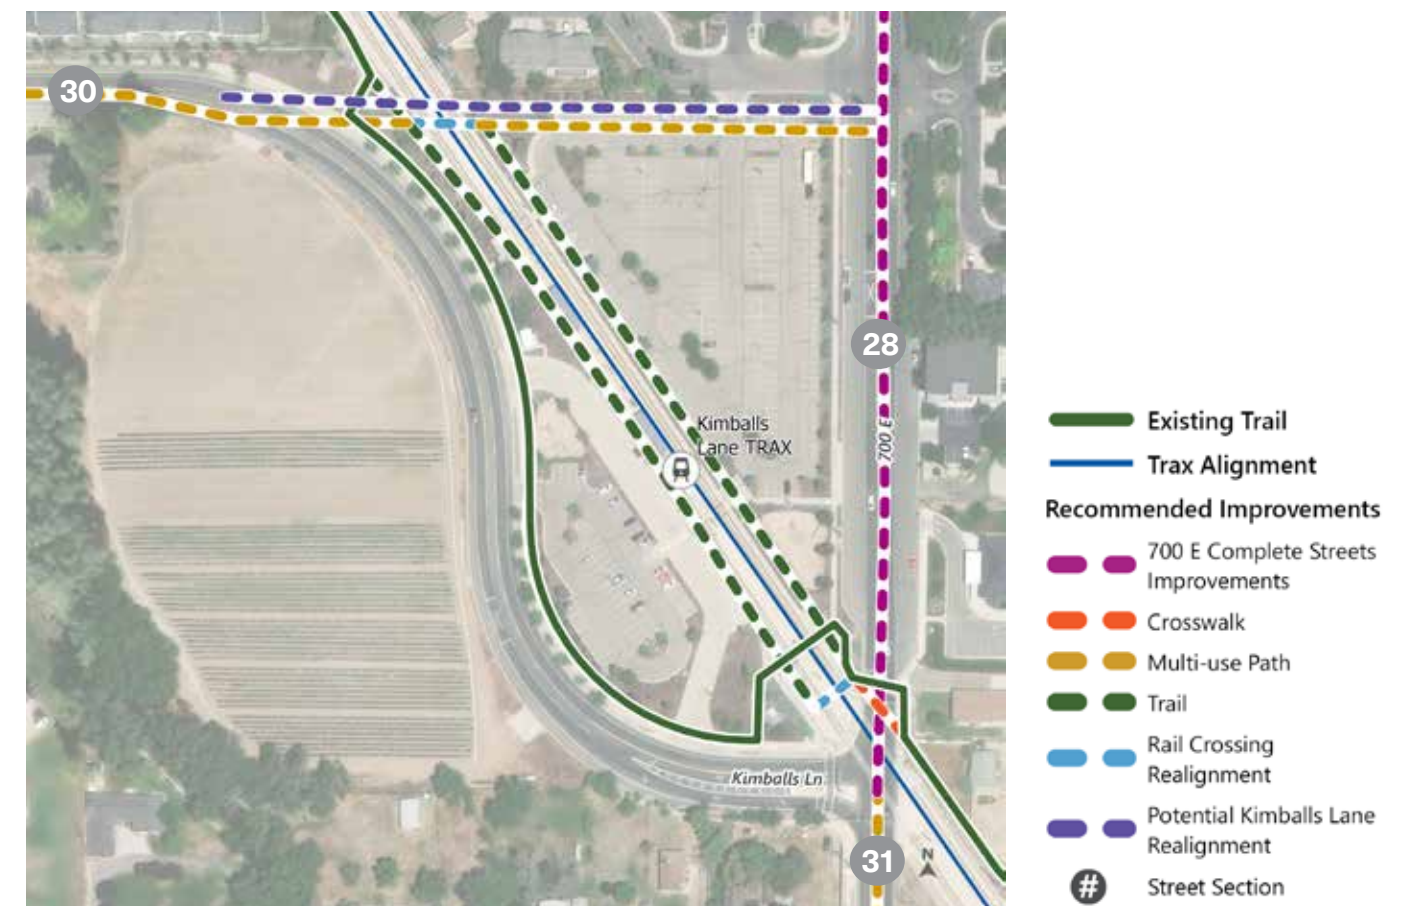 30
28
Kimballs
Lane TRAX
700 E
Kimballs Ln
31
N
Existing Trail
Trax Alignment
Recommended Improvements
700 E Complete Streets
Improvements
Crosswalk
Multi-use Path
Trail
Rail Crossing
Realignment
Potential Kimballs Lane
Realignment
# Street Section